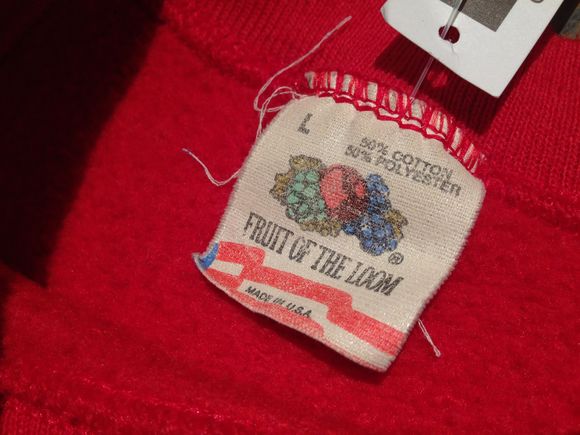 L
50% COTTON
50% POLYESTER
FRUIT OF THE LOOM®
MADE IN U.S.A.